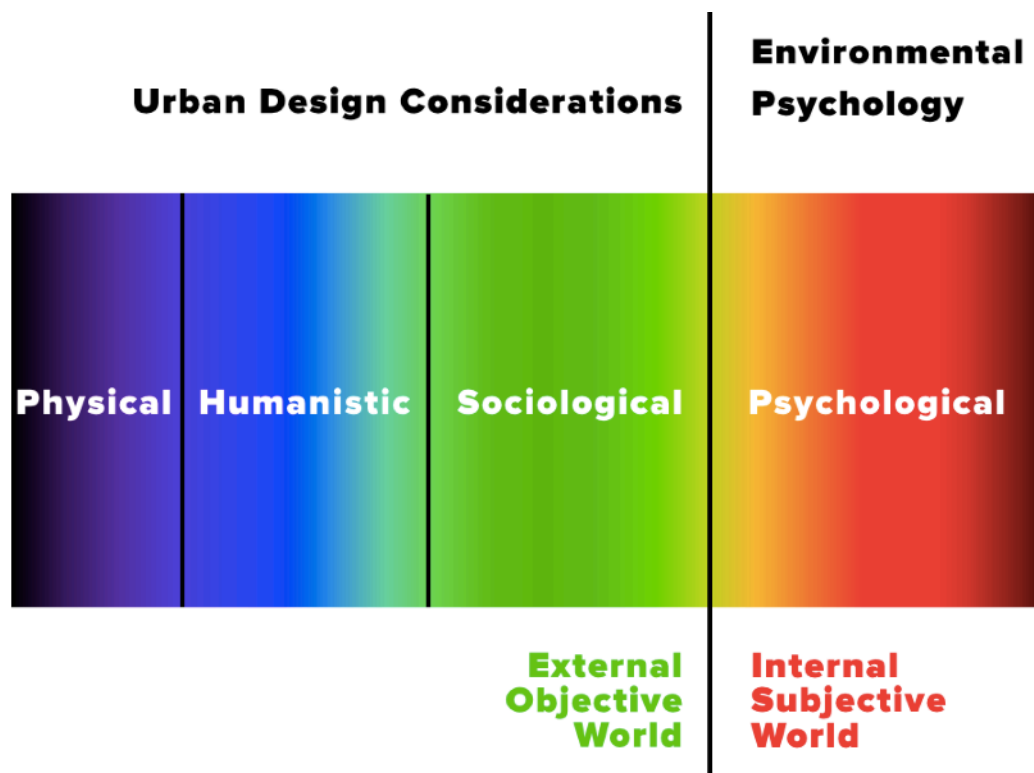 Urban Design Considerations
Environmental
Psychology
Physical
Humanistic
Sociological
Psychological
External
Objective
World
Internal
Subjective
World